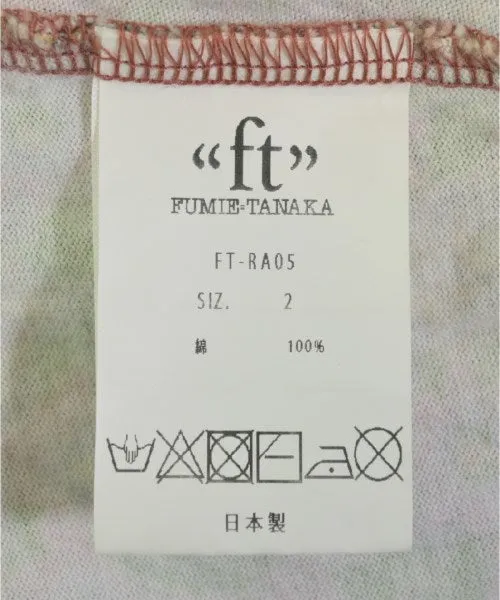 “ft”
FUMIE=TANAKA
FT-RA05
SIZ. 2
綿 100%
日本製